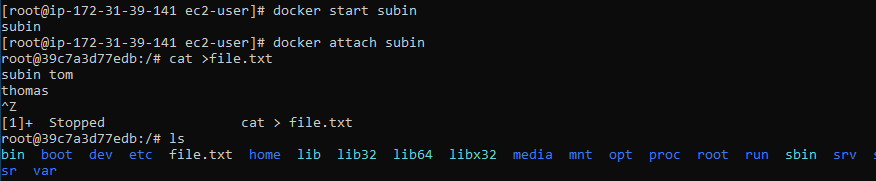 [root@ip-172-31-39-141 ec2-user]# docker start subin
subin
[root@ip-172-31-39-141 ec2-user]# docker attach subin
root@39c7a3d77edb:/# cat >file.txt
subin tom
thomas
^Z
[1]+  Stopped                 cat > file.txt
root@39c7a3d77edb:/# ls
bin  boot  dev  etc  file.txt  home  lib  lib32  lib64  libx32  media  mnt  opt  proc  root  run  sbin  srv  s
sr  var